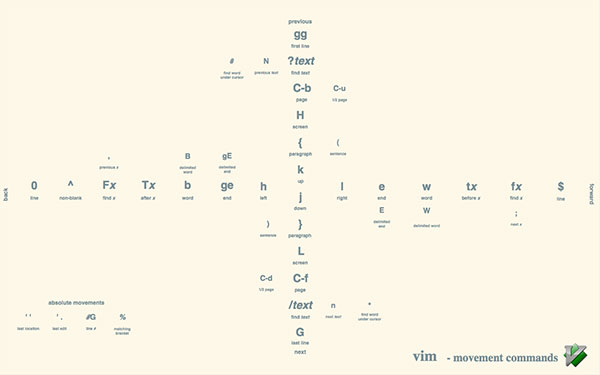 previous
gg
first line
# N ?text
find word under cursor previous text find text
C-b C-u
page 1/2 page
H
screen
{ (
paragraph sentence
, B gE k
previous x delimited word delimited end up
back 0 ^ Fx Tx b ge h l e w tx fx $ forward
line non-blank find x after x word end left right end word before x find x line
j E W ;
down delimited end delimited word next x
) }
sentence paragraph
L
screen
C-d C-f
1/2 page page
/text n *
find text next text find word under cursor
G
last line
next
absolute movements
'' '. #G %
last location last edit line # matching bracket
vim - movement commands